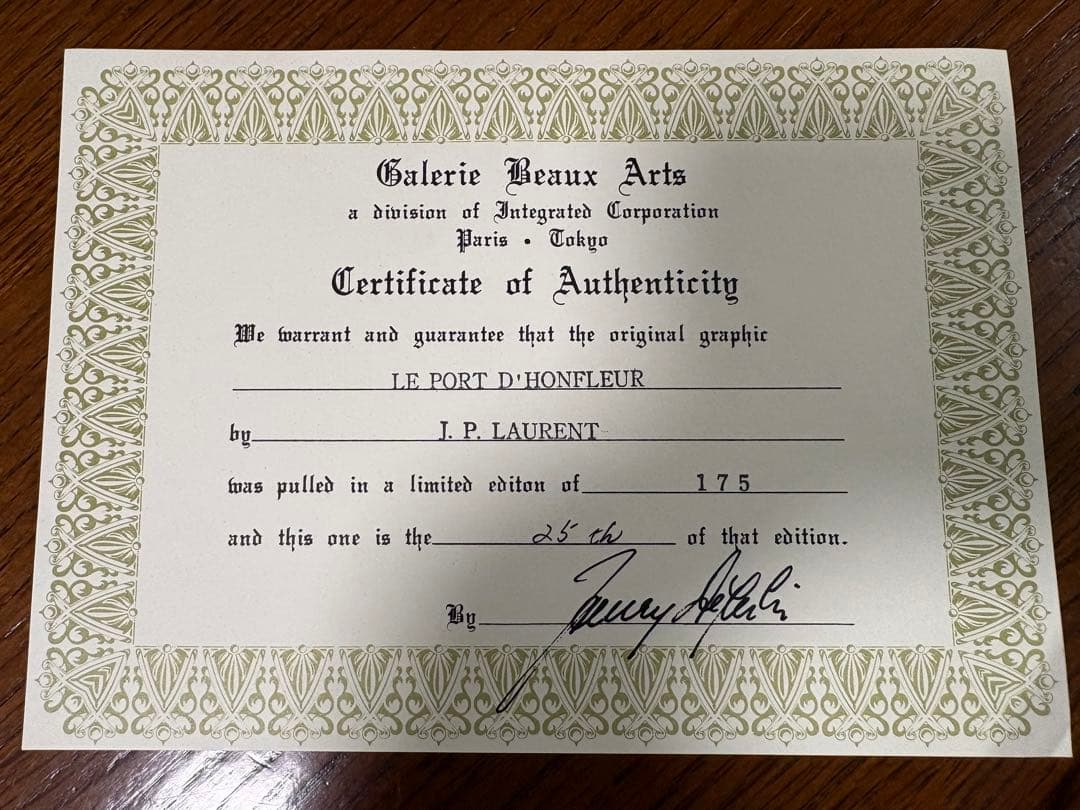 Galerie Beaux Arts
a division of Integrated Corporation
Paris • Tokyo
Certificate of Authenticity
We warrant and guarantee that the original graphic
LE PORT D'HONFLEUR
by J. P. LAURENT
was pulled in a limited editon of 175
and this one is the 25 th of that edition.
By